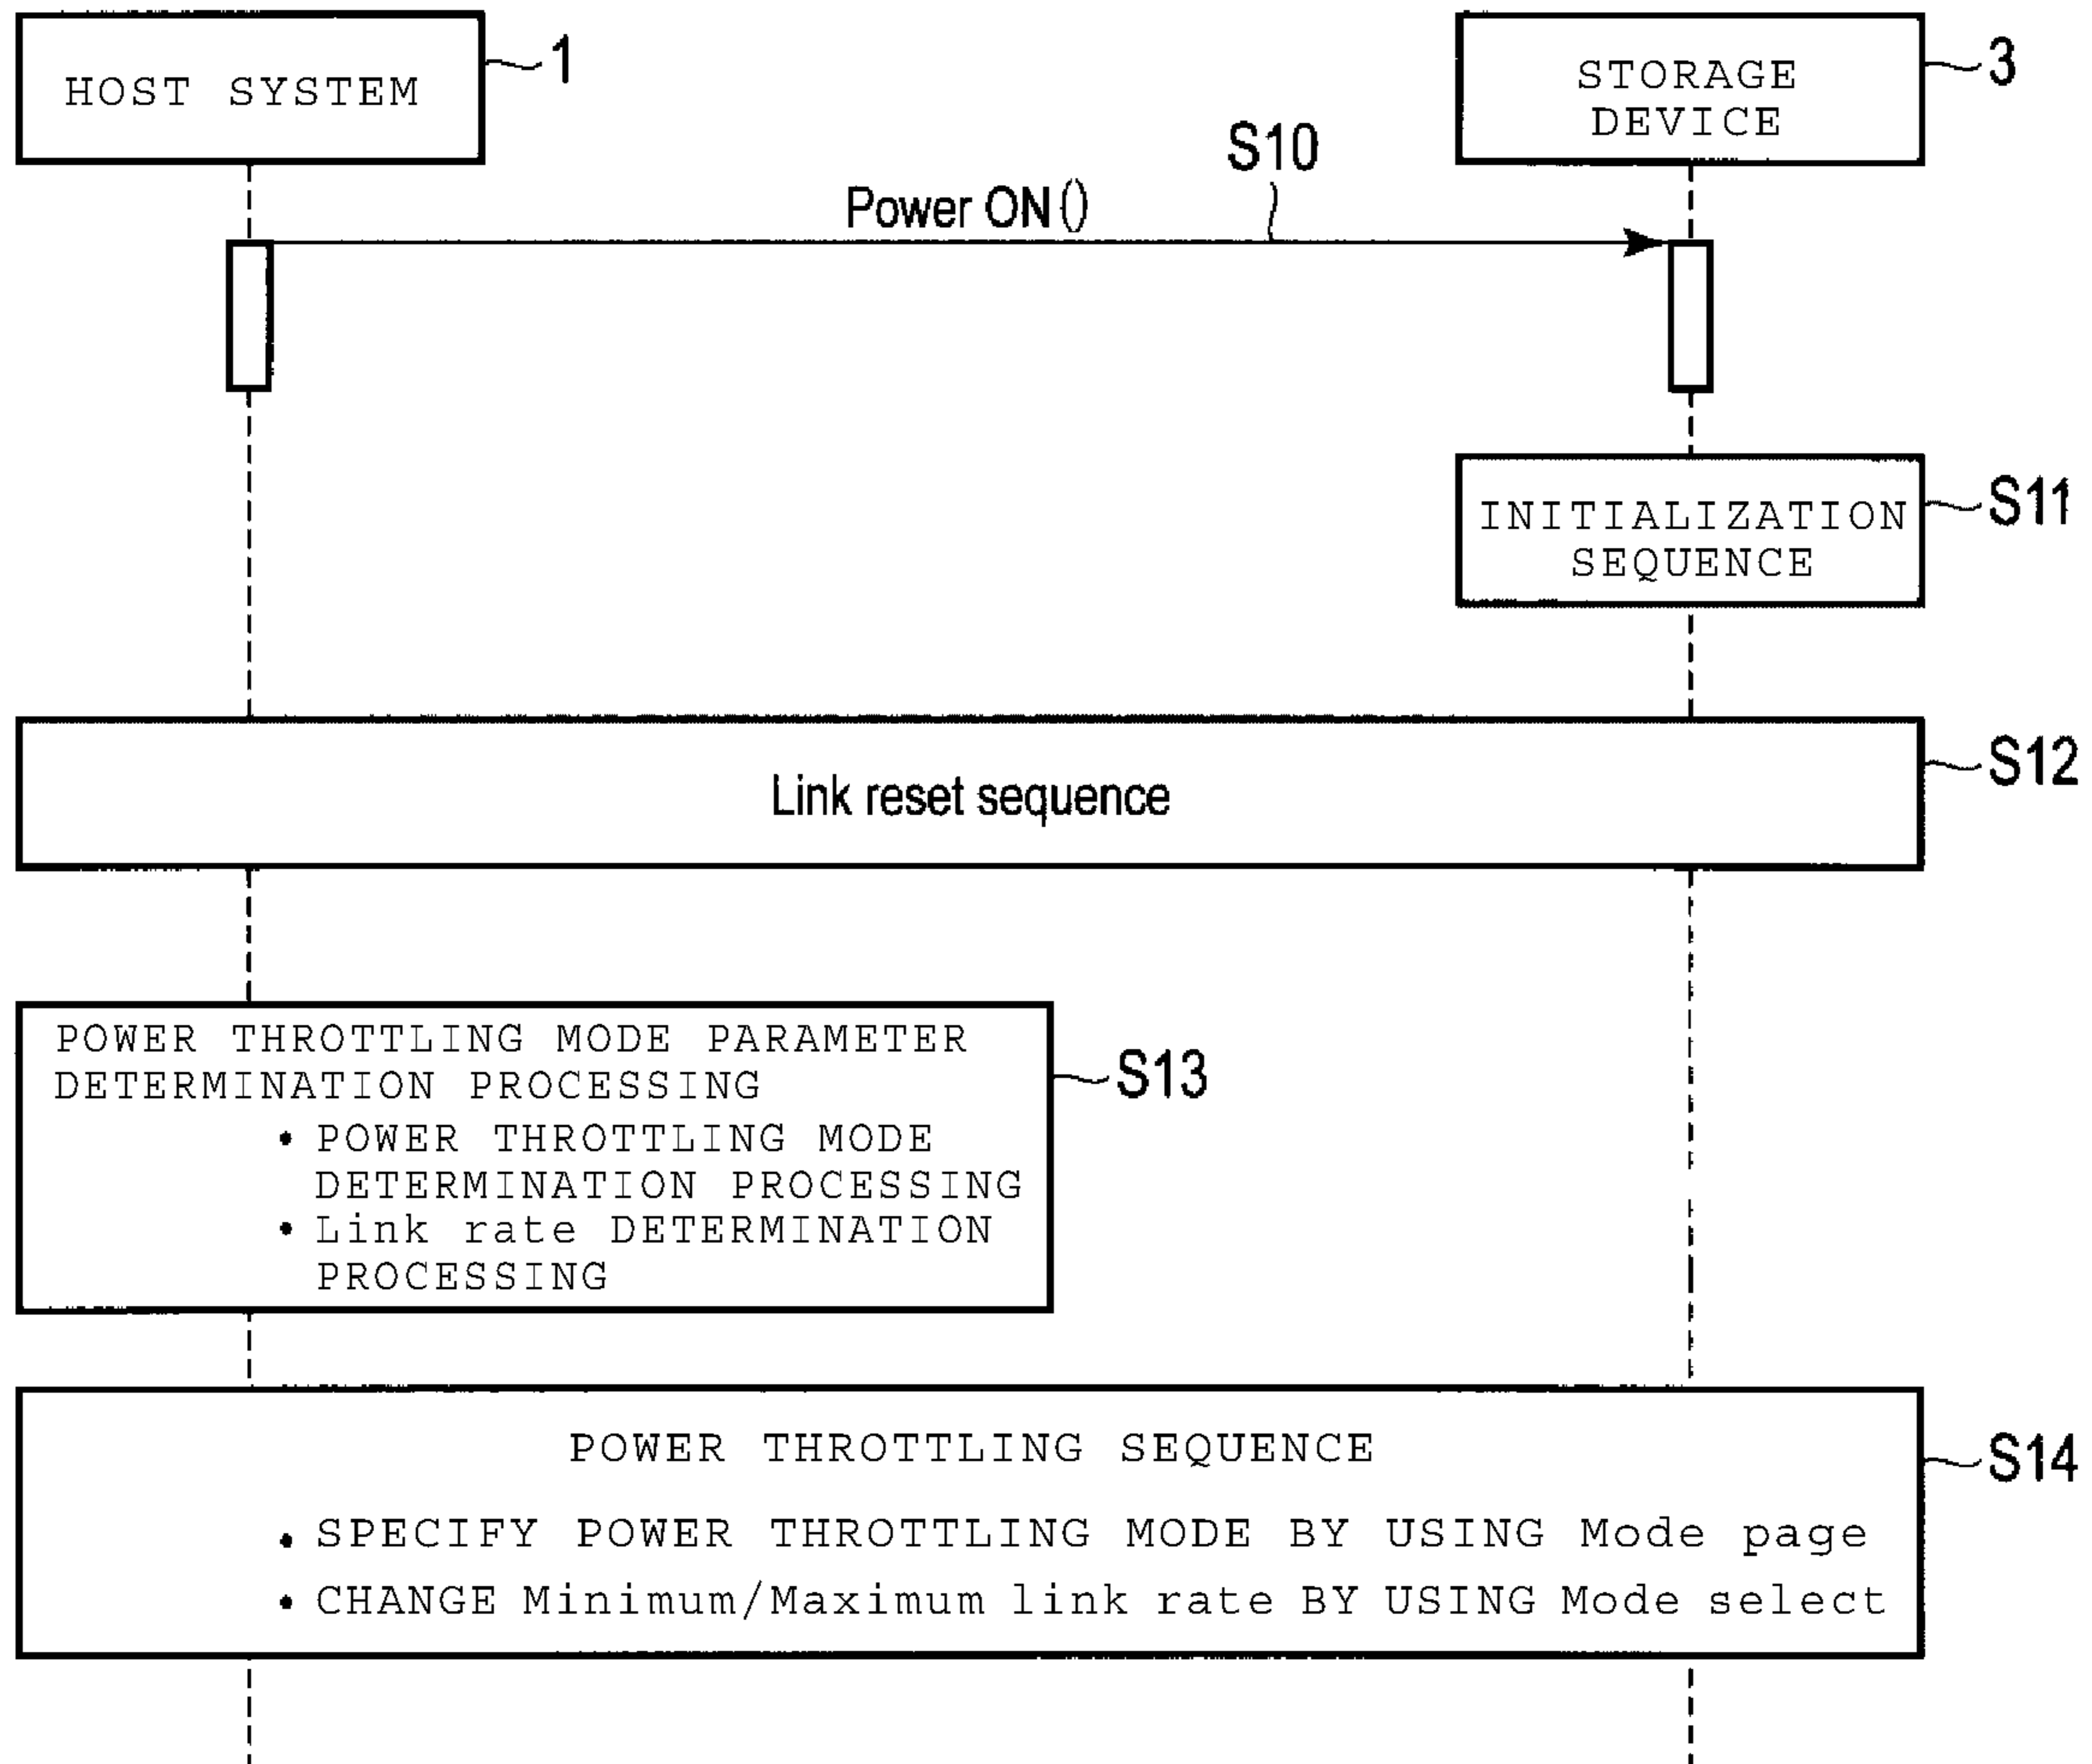 HOST SYSTEM
1
STORAGE
DEVICE
3
S10
Power ON()
INITIALIZATION
SEQUENCE
S11
Link reset sequence
S12
POWER THROTTLING MODE PARAMETER
DETERMINATION PROCESSING
• POWER THROTTLING MODE
DETERMINATION PROCESSING
• Link rate DETERMINATION
PROCESSING
S13
POWER THROTTLING SEQUENCE
• SPECIFY POWER THROTTLING MODE BY USING Mode page
• CHANGE Minimum/Maximum link rate BY USING Mode select
S14